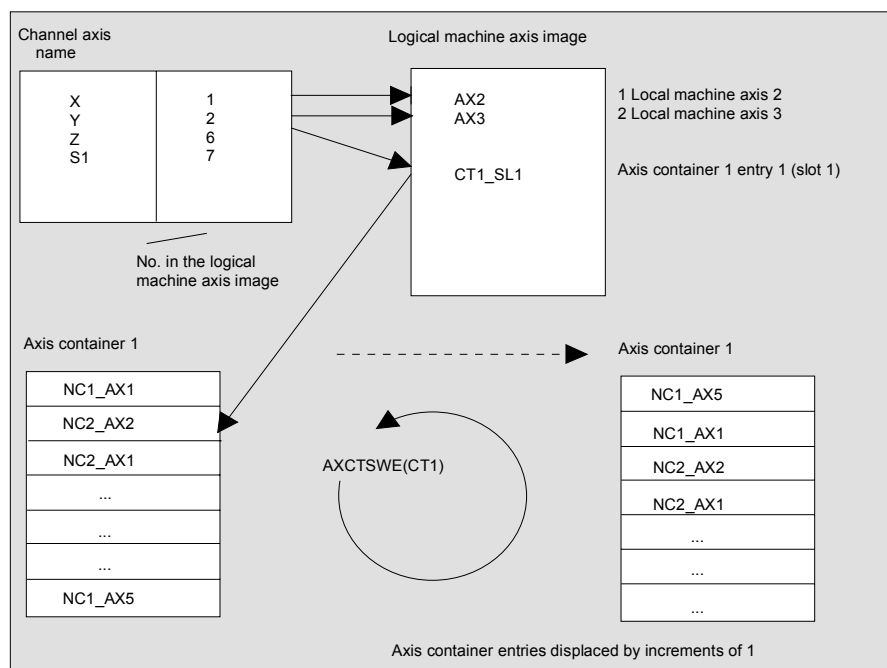 Channel axis
name
Logical machine axis image
X 1
Y 2
Z 6
S1 7
AX2
AX3
CT1_SL1
1 Local machine axis 2
2 Local machine axis 3
Axis container 1 entry 1 (slot 1)
No. in the logical
machine axis image
Axis container 1
NC1_AX1
NC2_AX2
NC2_AX1
...
...
...
NC1_AX5
AXCTSWE(CT1)
Axis container 1
NC1_AX5
NC1_AX1
NC2_AX2
NC2_AX1
...
...
...
Axis container entries displaced by increments of 1